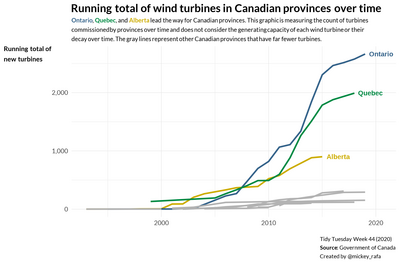 Running total of wind turbines in Canadian provinces over time
Ontario, Quebec, and Alberta lead the way for Canadian provinces. This graphic is measuring the count of turbines
commissioned by provinces over time and does not consider the generating capacity of each wind turbine or their
decay over time. The gray lines represent other Canadian provinces that have far fewer turbines.
Running total of
new turbines
Ontario
Quebec
2,000
Alberta
1,000
0
2000
2010
2020
Tidy Tuesday Week 44 (2020)
Source: Government of Canada
Created by @mickey_rafa